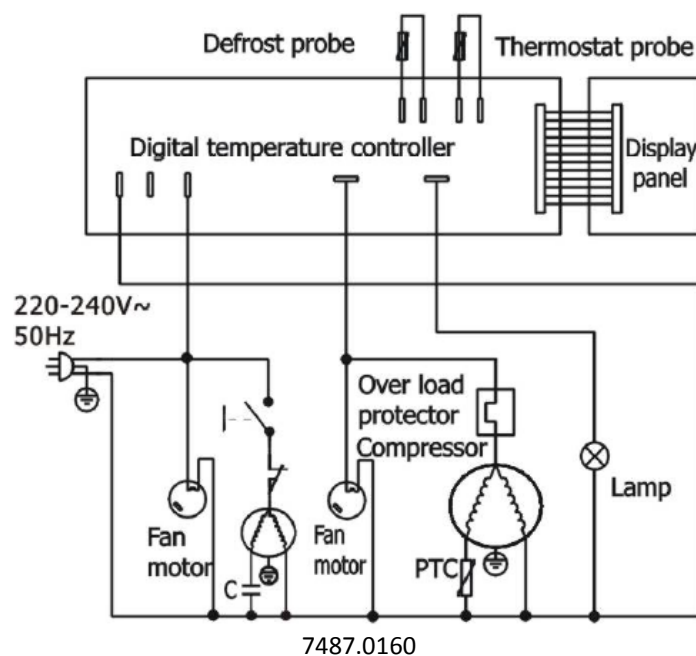 Defrost probe
Thermostat probe
Digital temperature controller
Display
panel
220-240V~
50Hz
Over load
protector
Compressor
Lamp
Fan
motor
Fan
motor
PTC
C
7487.0160